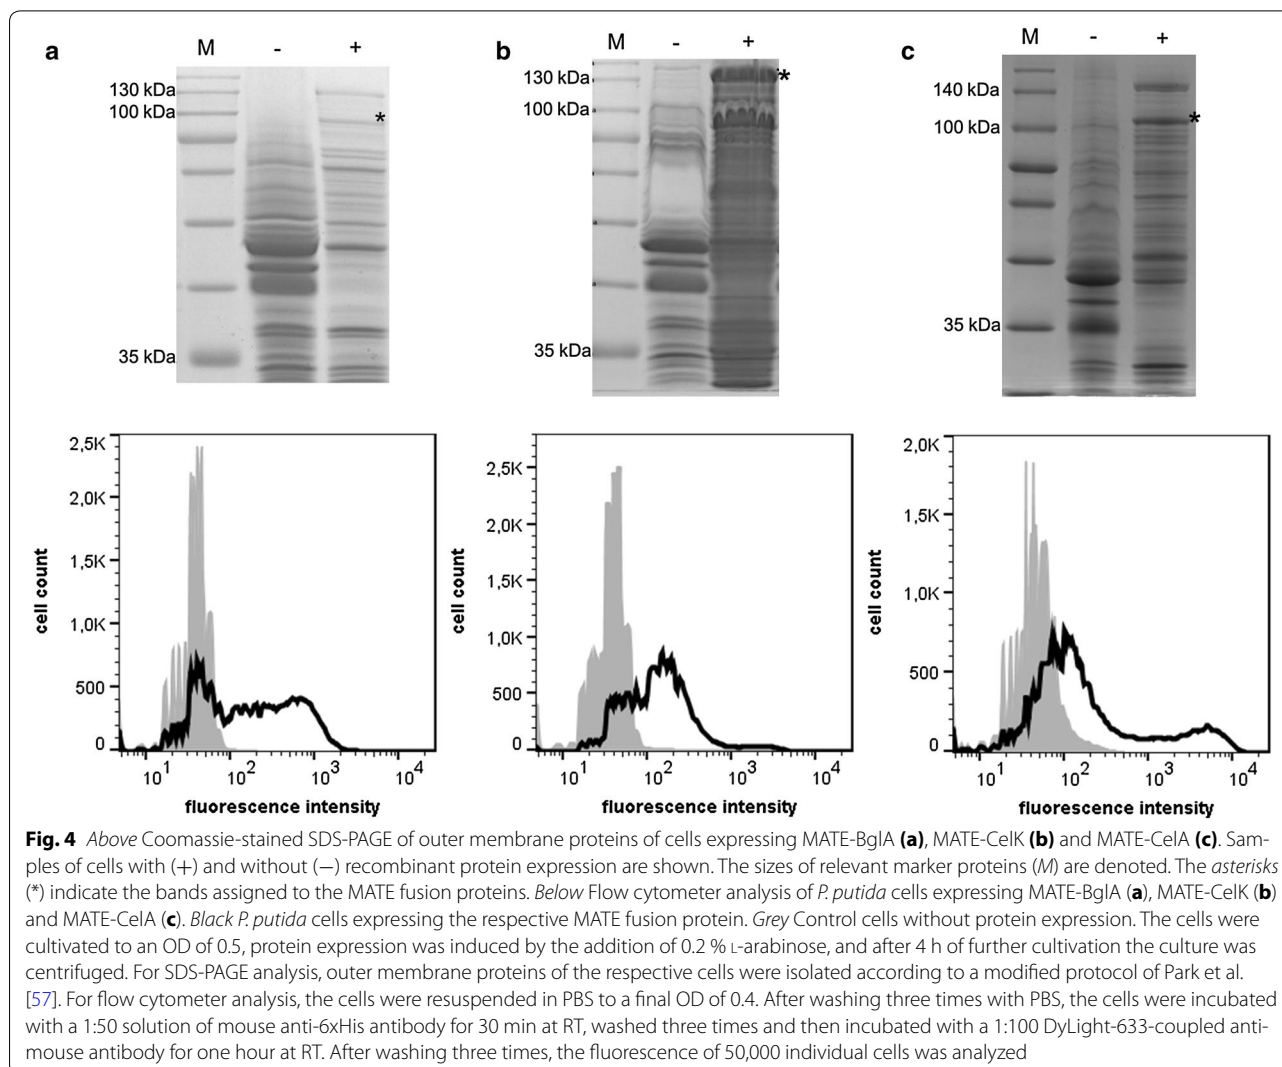 a
M
-
+
130 kDa
100 kDa
*
35 kDa
b
M
-
+
130 kDa
*
100 kDa
35 kDa
c
M
-
+
140 kDa
100 kDa
*
35 kDa
2,5K
2,0K
1,5K
1,0K
500
0
cell count
10¹
10²
10³
10⁴
fluorescence intensity
2,5K
2,0K
1,5K
1,0K
500
0
cell count
10¹
10²
10³
10⁴
fluorescence intensity
2,0K
1,5K
1,0K
500
0
cell count
10¹
10²
10³
10⁴
fluorescence intensity
Fig. 4 Above Coomassie-stained SDS-PAGE of outer membrane proteins of cells expressing MATE-BglA (a), MATE-CelK (b) and MATE-CelA (c). Sam-
ples of cells with (+) and without (−) recombinant protein expression are shown. The sizes of relevant marker proteins (M) are denoted. The asterisks
(*) indicate the bands assigned to the MATE fusion proteins. Below Flow cytometer analysis of P. putida cells expressing MATE-BglA (a), MATE-CelK (b)
and MATE-CelA (c). Black P. putida cells expressing the respective MATE fusion protein. Grey Control cells without protein expression. The cells were
cultivated to an OD of 0.5, protein expression was induced by the addition of 0.2 % L-arabinose, and after 4 h of further cultivation the culture was
centrifuged. For SDS-PAGE analysis, outer membrane proteins of the respective cells were isolated according to a modified protocol of Park et al.
[57]. For flow cytometer analysis, the cells were resuspended in PBS to a final OD of 0.4. After washing three times with PBS, the cells were incubated
with a 1:50 solution of mouse anti-6xHis antibody for 30 min at RT, washed three times and then incubated with a 1:100 DyLight-633-coupled anti-
mouse antibody for one hour at RT. After washing three times, the fluorescence of 50,000 individual cells was analyzed